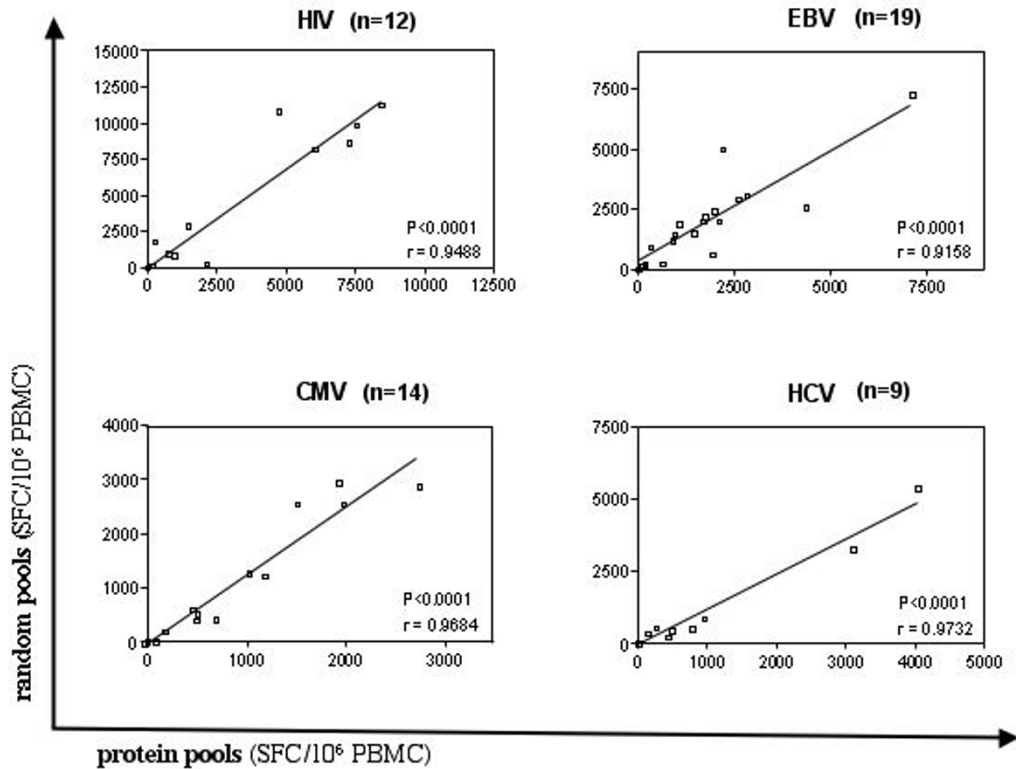 HIV (n=12)
15000
12500
10000
7500
5000
2500
0
0 2500 5000 7500 10000 12500
P<0.0001
r = 0.9488
EBV (n=19)
7500
5000
2500
0
0 2500 5000 7500
P<0.0001
r = 0.9158
CMV (n=14)
4000
3000
2000
1000
0
0 1000 2000 3000
P<0.0001
r = 0.9684
HCV (n=9)
7500
5000
2500
0
0 1000 2000 3000 4000 5000
P<0.0001
r = 0.9732
random pools (SFC/10⁶ PBMC)
protein pools (SFC/10⁶ PBMC)